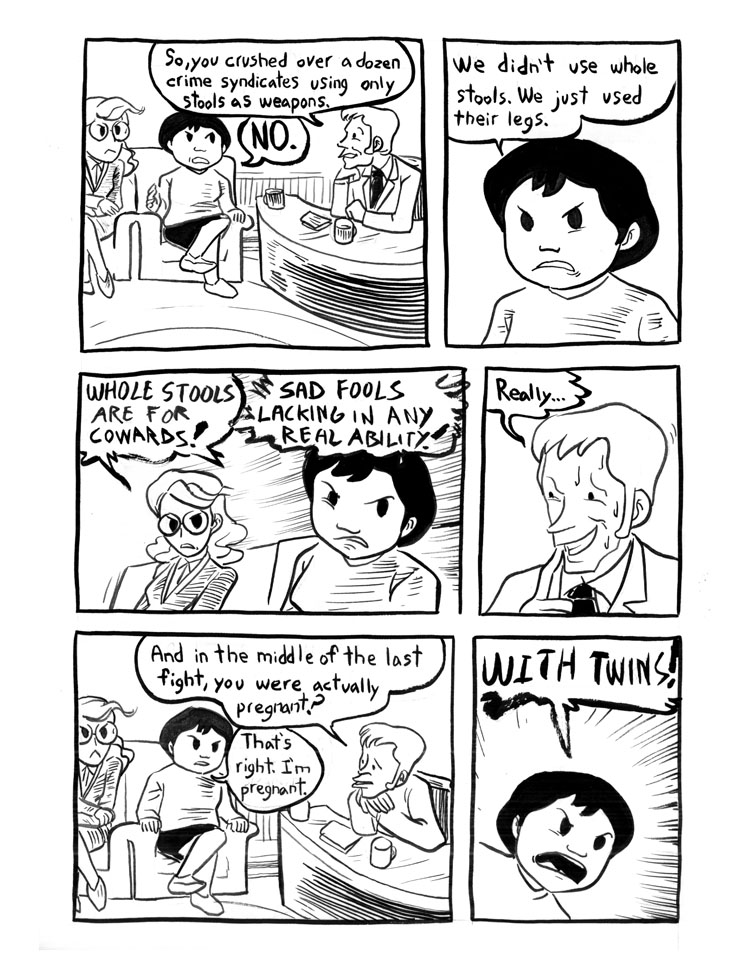 So, you crushed over a dozen
crime syndicates using only
stools as weapons.
NO.
We didn't use whole
stools. We just used
their legs.
WHOLE STOOLS
ARE FOR
COWARDS!
SAD FOOLS
LACKING IN ANY
REAL ABILITY!
Really...
And in the middle of the last
fight, you were actually
pregnant?
That's
right. I'm
pregnant.
WITH TWINS!